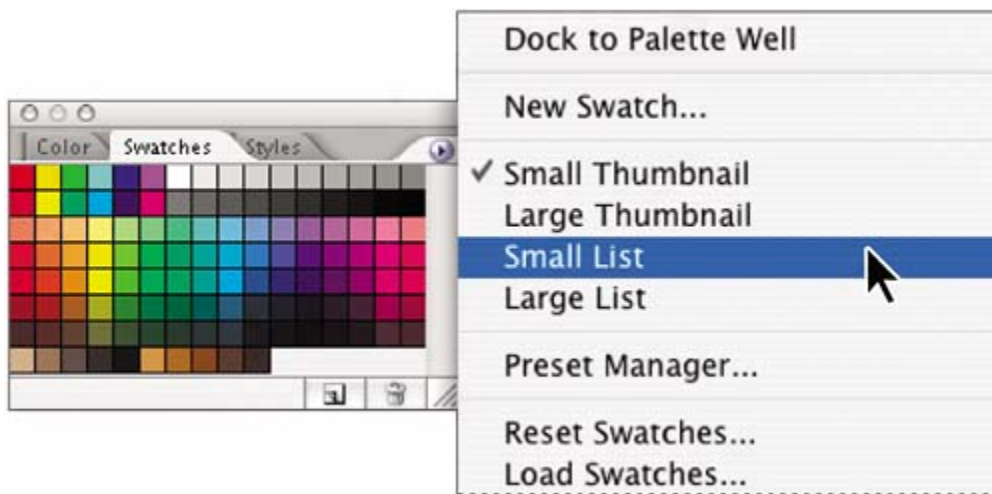 Color Swatches Styles
Dock to Palette Well
New Swatch...
Small Thumbnail
Large Thumbnail
Small List
Large List
Preset Manager...
Reset Swatches...
Load Swatches...